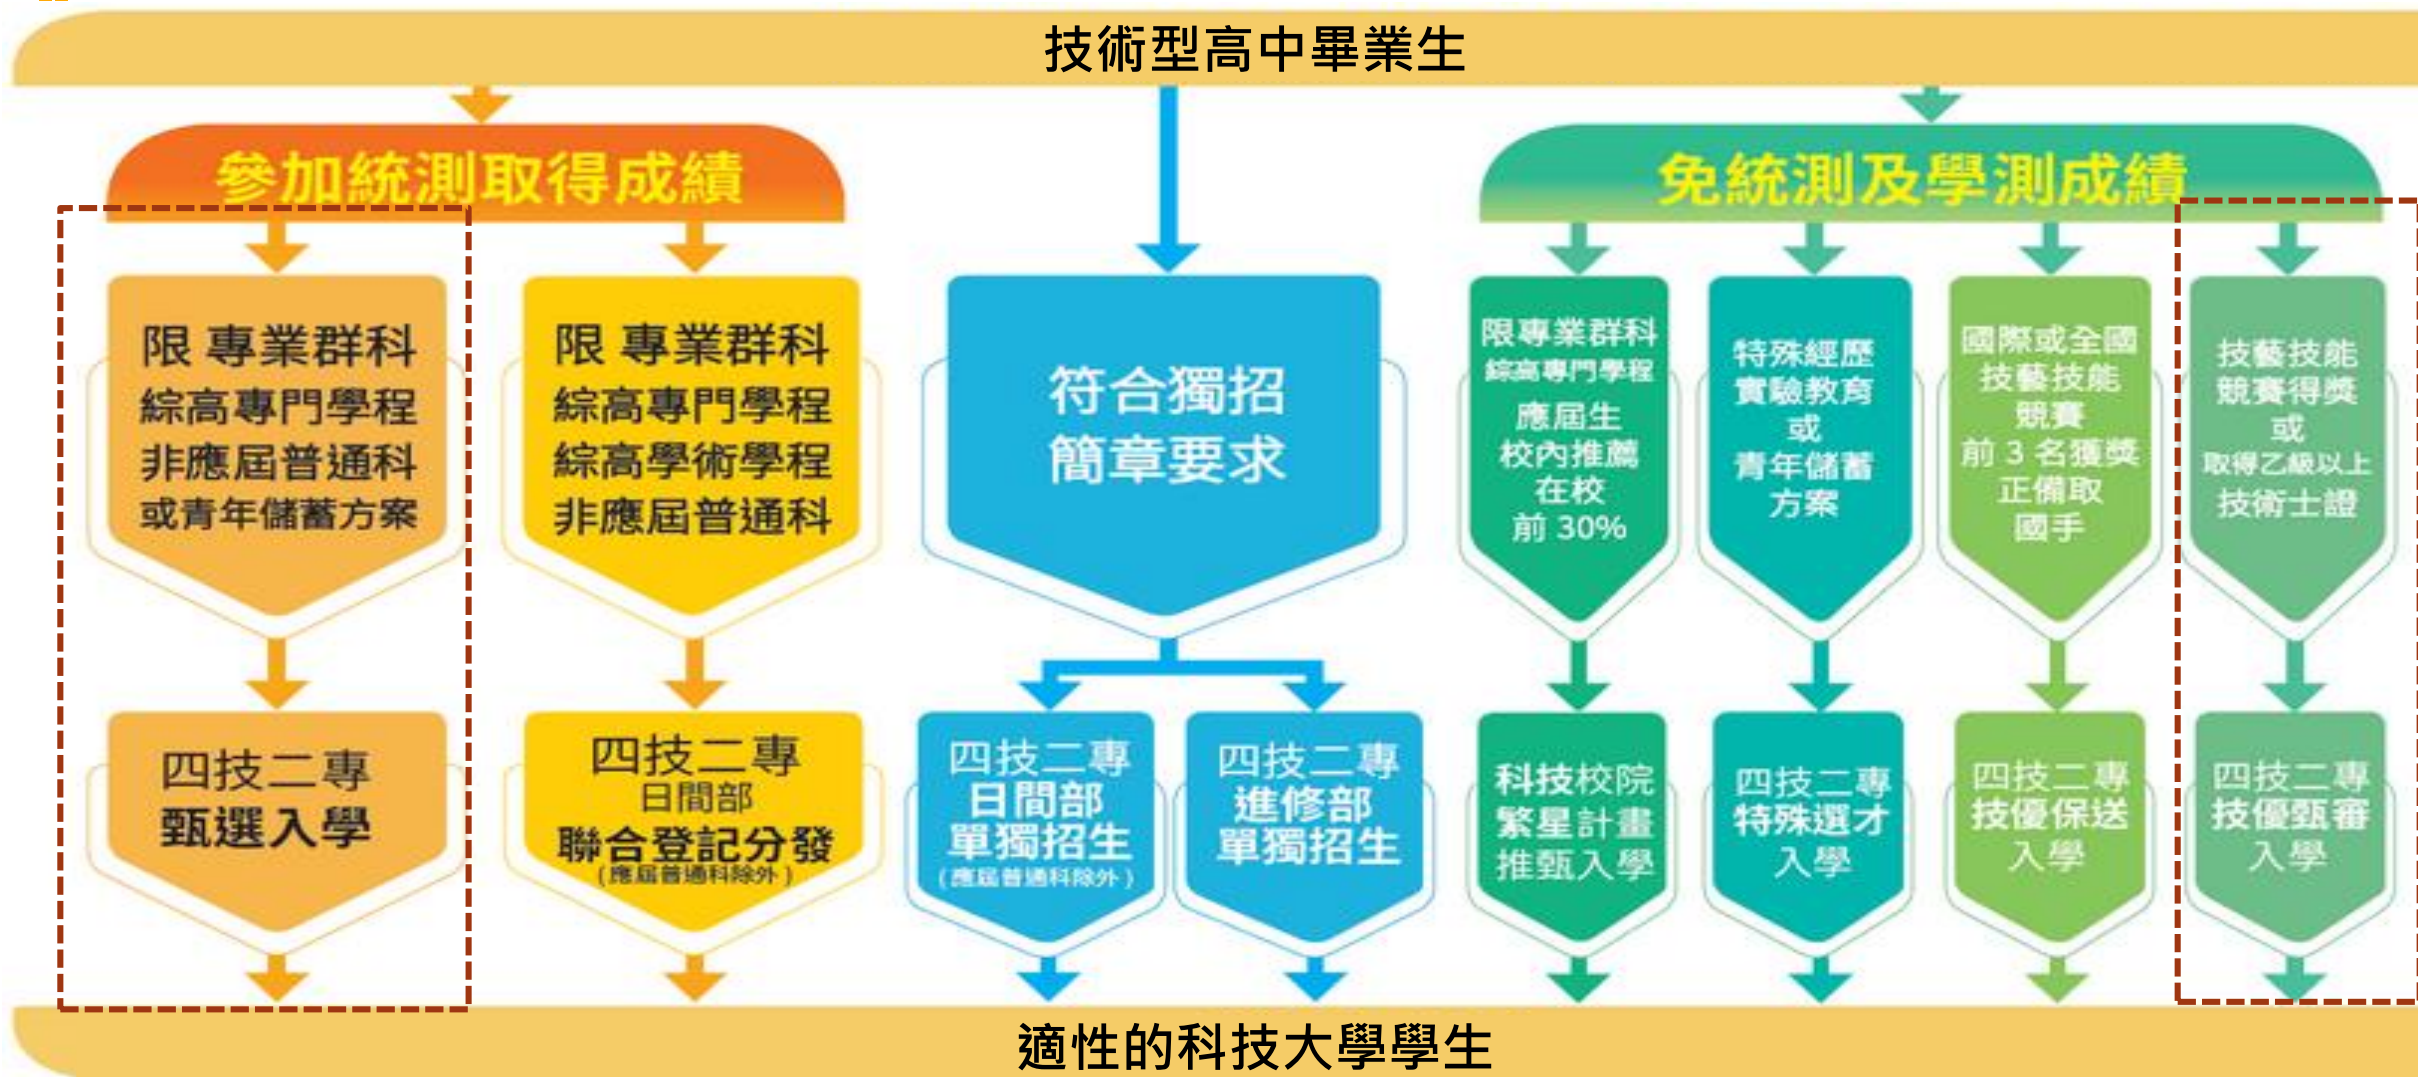 技術型高中畢業生
參加統測取得成績
免統測及學測成績
限 專業群科
綜高專門學程
非應屆普通科
或青年儲蓄方案
限 專業群科
綜高專門學程
綜高學術學程
非應屆普通科
符合獨招
簡章要求
限專業群科
綜高專門學程
應屆生
校內推薦
在校
前 30%
特殊經歷
實驗教育
或
青年儲蓄
方案
國際或全國
技藝技能
競賽
前 3 名獲獎
正備取
國手
技藝技能
競賽得獎
或
取得乙級以上
技術士證
四技二專
甄選入學
四技二專
日間部
聯合登記分發
(應屆普通科除外)
四技二專
日間部
單獨招生
(應屆普通科除外)
四技二專
進修部
單獨招生
科技校院
繁星計畫
推甄入學
四技二專
特殊選才
入學
四技二專
技優保送
入學
四技二專
技優甄審
入學
適性的科技大學學生